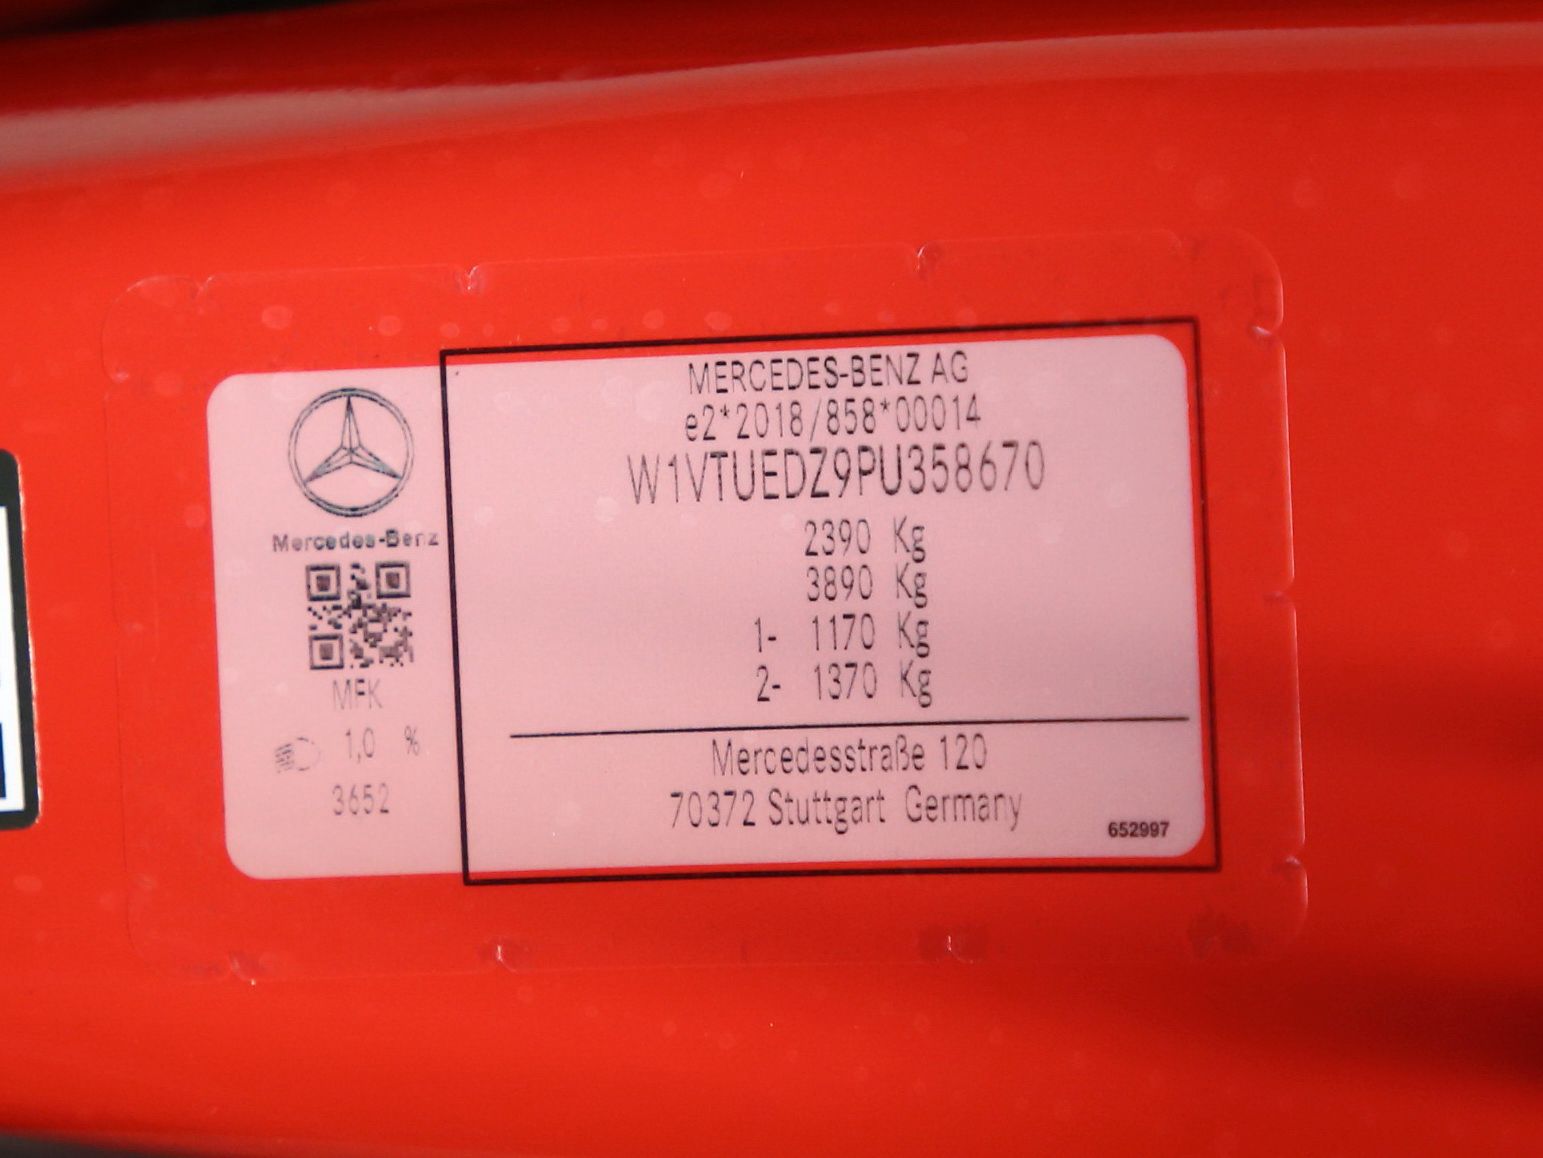 MERCEDES-BENZ AG
e2*2018/858*00014
W1VTUEDZ9PU358670
2390 Kg
3890 Kg
1- 1170 Kg
2- 1370 Kg
Mercedesstraße 120
70372 Stuttgart Germany
652997
Mercedes-Benz
MFK
1,0 %
3652